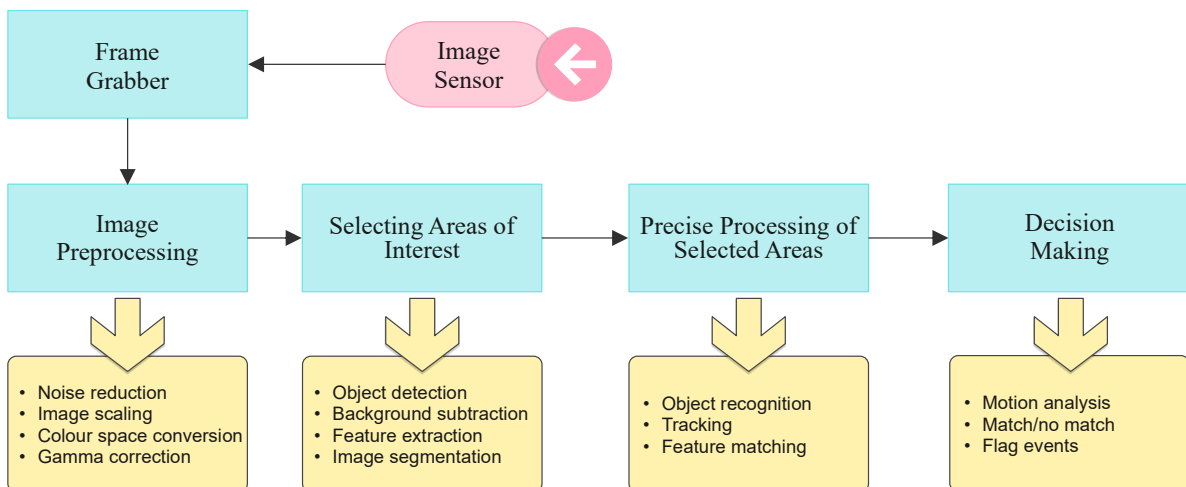 Frame
Grabber
Image
Sensor
Image
Preprocessing
Selecting Areas of
Interest
Precise Processing of
Selected Areas
Decision
Making
• Noise reduction
• Image scaling
• Colour space conversion
• Gamma correction
• Object detection
• Background subtraction
• Feature extraction
• Image segmentation
• Object recognition
• Tracking
• Feature matching
• Motion analysis
• Match/no match
• Flag events